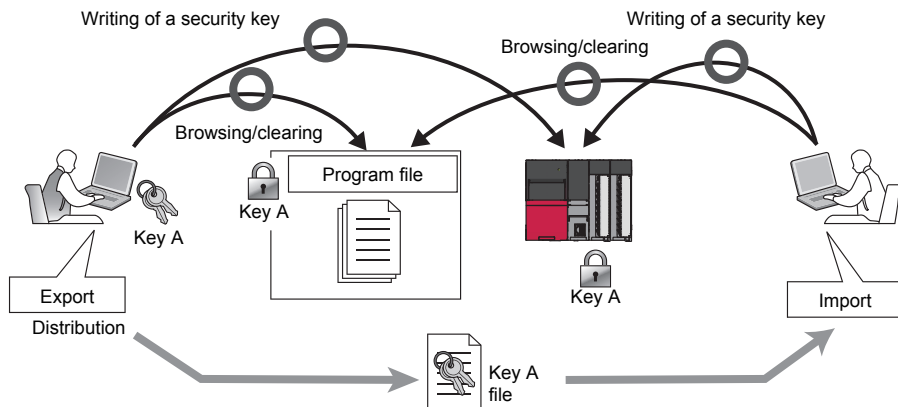 Writing of a security key
Writing of a security key
Browsing/clearing
Browsing/clearing
Program file
Key A
Key A
Key A
Export
Import
Distribution
Key A
file